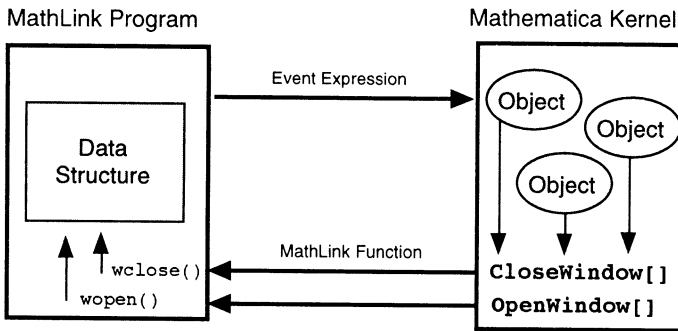 MathLink Program
Mathematica Kernel
Event Expression
Object
Object
Object
Data
Structure
MathLink Function
wclose()
wopen()
CloseWindow[]
OpenWindow[]